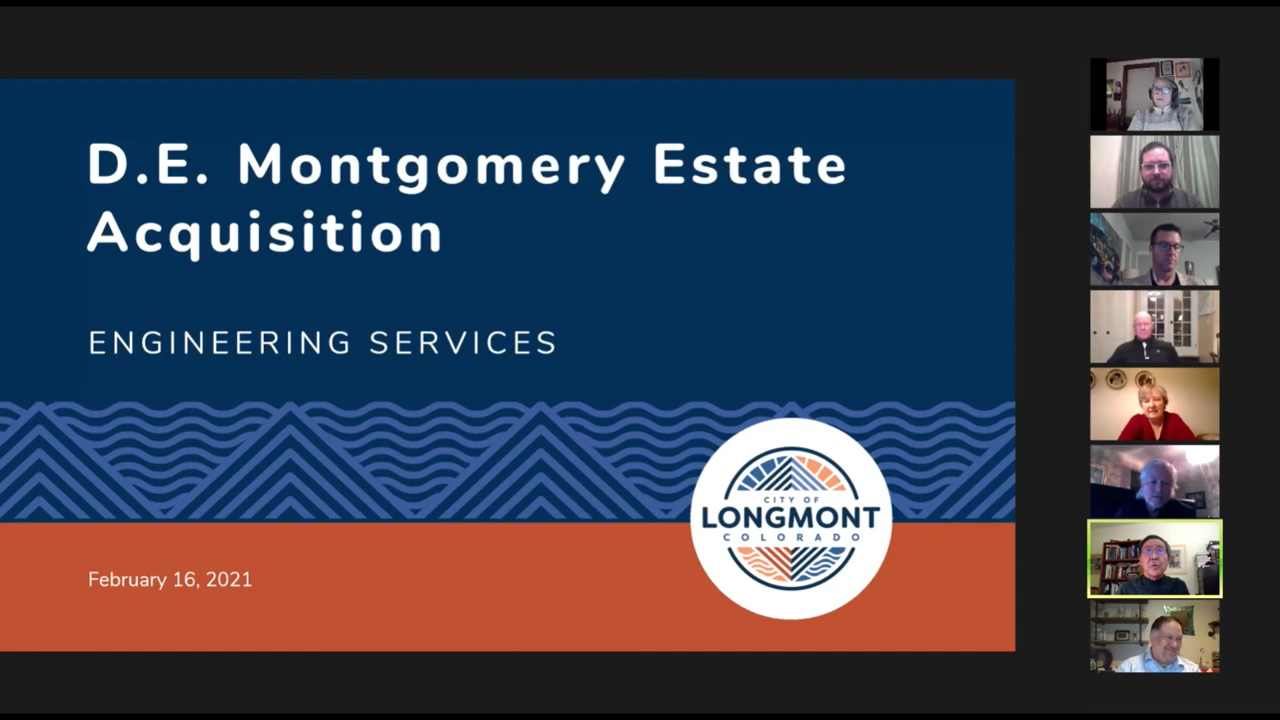 D.E. Montgomery Estate
Acquisition
ENGINEERING SERVICES
CITY OF
LONGMONT
COLORADO
February 16, 2021